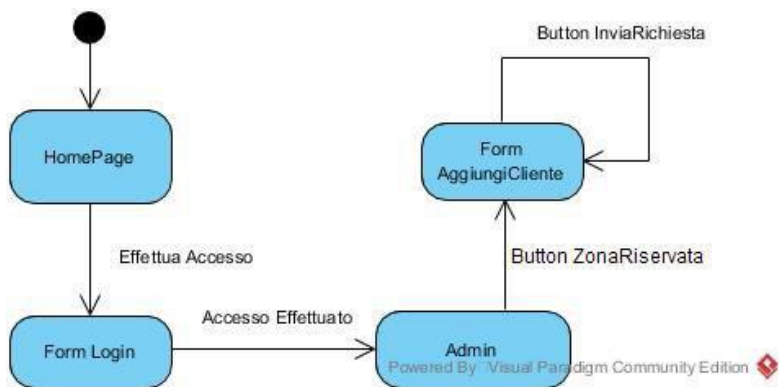 Button InviaRichiesta
HomePage
Form
AggiungiCliente
Effettua Accesso
Button ZonaRiservata
Form Login
Accesso Effettuato
Admin
Powered By Visual Paradigm Community Edition